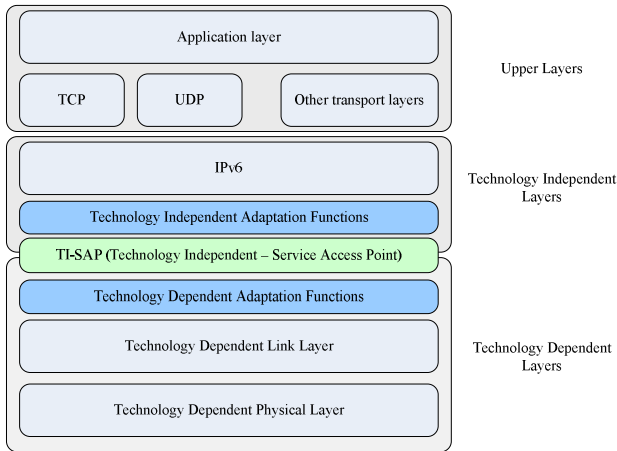 Application layer
Upper Layers
TCP
UDP
Other transport layers
IPv6
Technology Independent
Layers
Technology Independent Adaptation Functions
TI-SAP (Technology Independent – Service Access Point)
Technology Dependent Adaptation Functions
Technology Dependent Link Layer
Technology Dependent
Layers
Technology Dependent Physical Layer